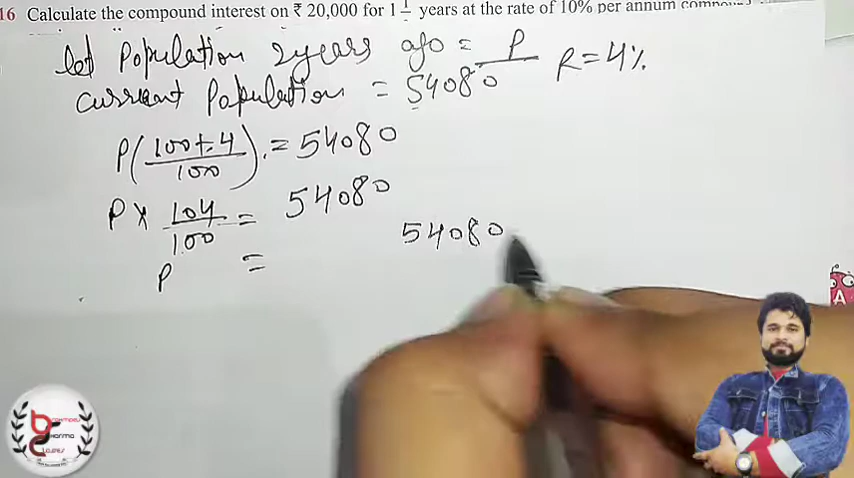 16 Calculate the compound interest on ₹ 20,000 for 1 1 years at the rate of 10% per annum
let Population 2years ago = P
R=4%
current Population = 54080
P(100+4/100) = 54080
P × 104/100 = 54080
54080
P =